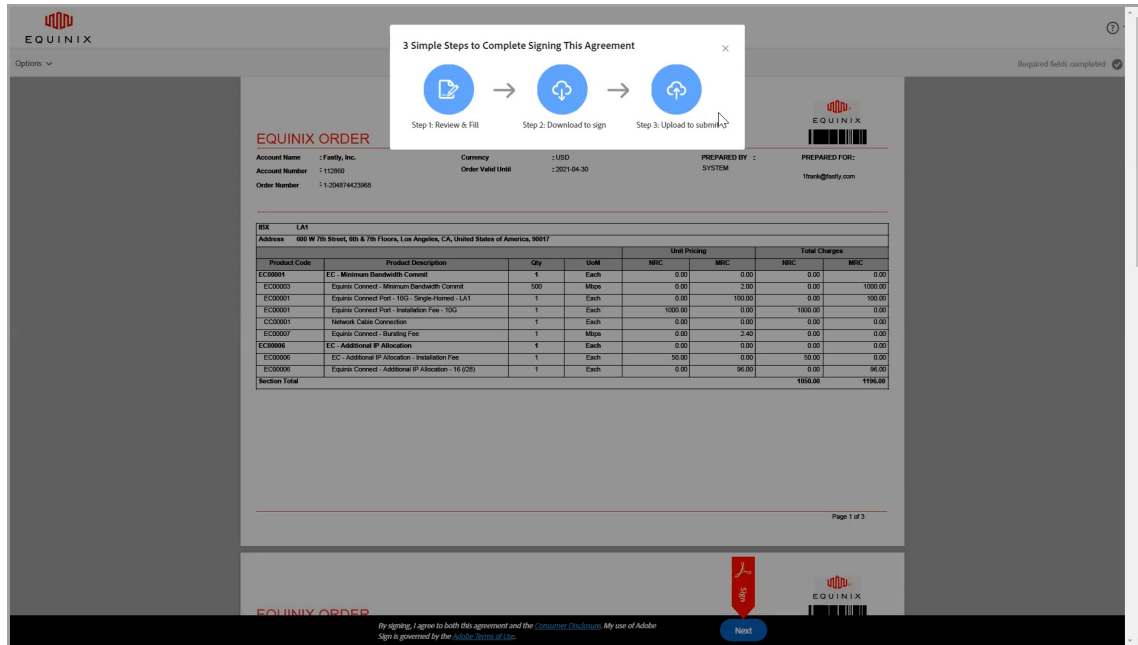 EQUINIX
3 Simple Steps to Complete Signing This Agreement
Options
Required fields completed
Step 1: Review & Fill
Step 2: Download to sign
Step 3: Upload to submit
EQUINIX
EQUINIX ORDER
Account Name : Fastly, Inc. Currency : USD PREPARED BY : PREPARED FOR:
Account Number : 112860 Order Valid Until : 2021-04-30 SYSTEM
1frank@fastly.com
Order Number : 1-204874423968
IBX LA1
Address 600 W 7th Street, 6th & 7th Floors, Los Angeles, CA, United States of America, 90017
Unit Pricing Total Charges
Product Code Product Description Qty UoM NRC MRC NRC MRC
EC00001 EC - Minimum Bandwidth Commit 1 Each 0.00 0.00 0.00 0.00
EC00003 Equinix Connect - Minimum Bandwidth Commit 500 Mbps 0.00 2.00 0.00 1000.00
EC00001 Equinix Connect Port - 10G - Single-Homed - LA1 1 Each 0.00 100.00 0.00 100.00
EC00001 Equinix Connect Port - Installation Fee - 10G 1 Each 1000.00 0.00 1000.00 0.00
CC00001 Network Cable Connection 1 Each 0.00 0.00 0.00 0.00
EC00007 Equinix Connect - Bursting Fee 1 Mbps 0.00 2.40 0.00 0.00
EC00006 EC - Additional IP Allocation 1 Each 0.00 0.00 0.00 0.00
EC00006 EC - Additional IP Allocation - Installation Fee 1 Each 50.00 0.00 50.00 0.00
EC00006 Equinix Connect - Additional IP Allocation - 16 (/28) 1 Each 0.00 96.00 0.00 96.00
Section Total 1050.00 1196.00
Page 1 of 3
Sign
EQUINIX
EQUINIX ORDER
By signing, I agree to both this agreement and the Consumer Disclosure. My use of Adobe
Sign is governed by the Adobe Terms of Use.
Next